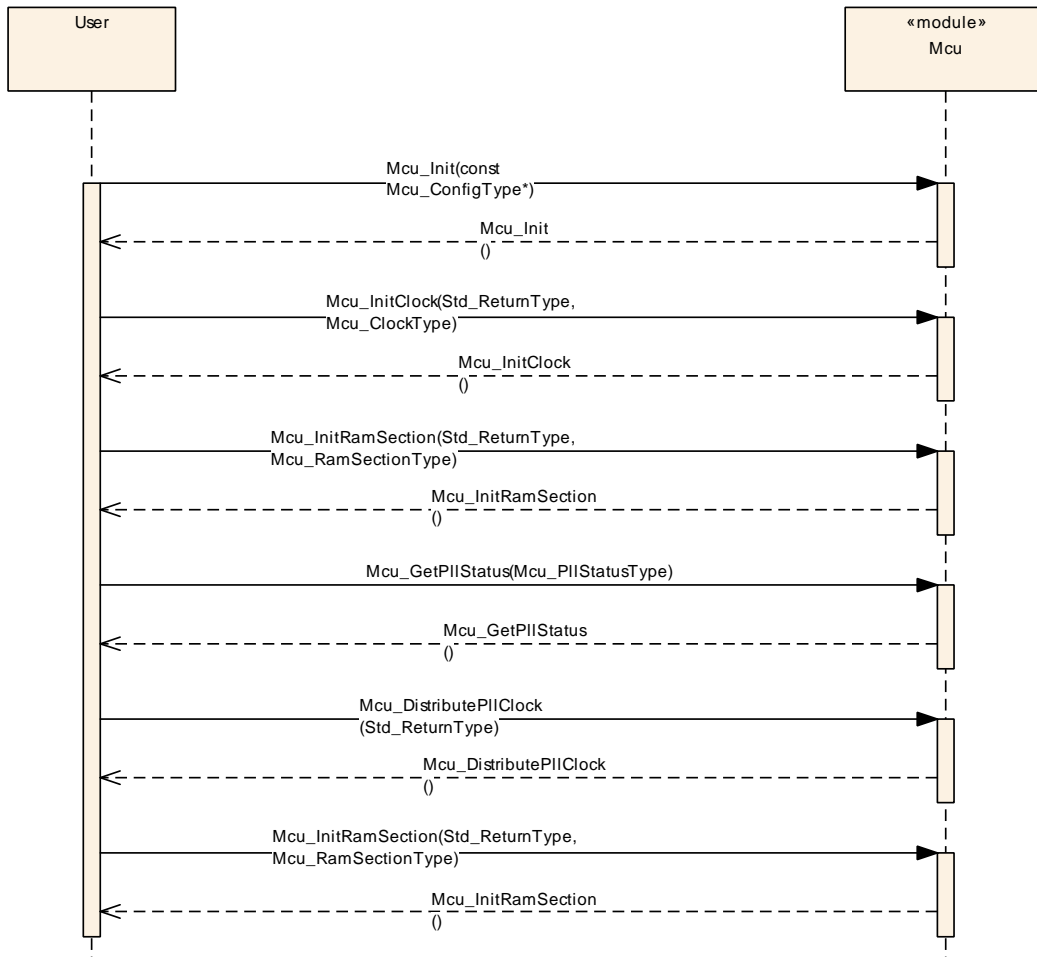 User
«module»
Mcu
Mcu_Init(const
Mcu_ConfigType*)
Mcu_Init
()
Mcu_InitClock(Std_ReturnType,
Mcu_ClockType)
Mcu_InitClock
()
Mcu_InitRamSection(Std_ReturnType,
Mcu_RamSectionType)
Mcu_InitRamSection
()
Mcu_GetPllStatus(Mcu_PllStatusType)
Mcu_GetPllStatus
()
Mcu_DistributePllClock
(Std_ReturnType)
Mcu_DistributePllClock
()
Mcu_InitRamSection(Std_ReturnType,
Mcu_RamSectionType)
Mcu_InitRamSection
()